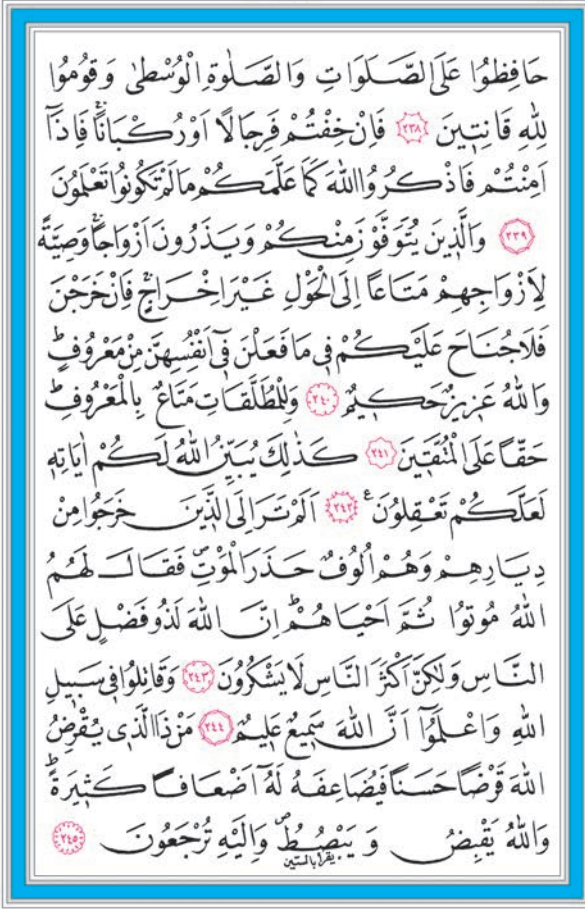 حَافِظُوا عَلَى الصَّلَوَاتِ وَالصَّلٰوةِ الْوُسْطٰى وَقُومُوا
لِلّٰهِ قَانِتٖينَ ﴿٢٣٨﴾ فَاِنْ خِفْتُمْ فَرِجَالًا اَوْ رُكْبَانًاۚ فَاِذَٓا
اَمِنْتُمْ فَاذْكُرُوا اللّٰهَ كَمَا عَلَّمَكُمْ مَا لَمْ تَكُونُوا تَعْلَمُونَ
﴿٢٣٩﴾ وَالَّذٖينَ يُتَوَفَّوْنَ مِنْكُمْ وَيَذَرُونَ اَزْوَاجًاۚ وَصِيَّةً
لِاَزْوَاجِهِمْ مَتَاعًا اِلَى الْحَوْلِ غَيْرَ اِخْرَاجٍۚ فَاِنْ خَرَجْنَ
فَلَا جُنَاحَ عَلَيْكُمْ فٖى مَا فَعَلْنَ فٖٓى اَنْفُسِهِنَّ مِنْ مَعْرُوفٍؕ
وَاللّٰهُ عَزٖيزٌ حَكٖيمٌ ﴿٢٤٠﴾ وَلِلْمُطَلَّقَاتِ مَتَاعٌ بِالْمَعْرُوفِؕ
حَقًّا عَلَى الْمُتَّقٖينَ ﴿٢٤١﴾ كَذٰلِكَ يُبَيِّنُ اللّٰهُ لَكُمْ اٰيَاتِهٖ
لَعَلَّكُمْ تَعْقِلُونَ ع ﴿٢٤٢﴾ اَلَمْ تَرَ اِلَى الَّذٖينَ خَرَجُوا مِنْ
دِيَارِهِمْ وَهُمْ اُلُوفٌ حَذَرَ الْمَوْتِࣕ فَقَالَ لَهُمُ
اللّٰهُ مُوتُوا ثُمَّ اَحْيَاهُمْؕ اِنَّ اللّٰهَ لَذُو فَضْلٍ عَلَى
النَّاسِ وَلٰكِنَّ اَكْثَرَ النَّاسِ لَا يَشْكُرُونَ ﴿٢٤٣﴾ وَقَاتِلُوا فٖى سَبٖيلِ
اللّٰهِ وَاعْلَمُٓوا اَنَّ اللّٰهَ سَمٖيعٌ عَلٖيمٌ ﴿٢٤٤﴾ مَنْ ذَا الَّذٖى يُقْرِضُ
اللّٰهَ قَرْضًا حَسَنًا فَيُضَاعِفَهُ لَهُٓ اَضْعَافًا كَثٖيرَةًؕ
وَاللّٰهُ يَقْبِضُ وَيَبْصُطُࣕ وَاِلَيْهِ تُرْجَعُونَ ﴿٢٤٥﴾
يقرأ بالسين